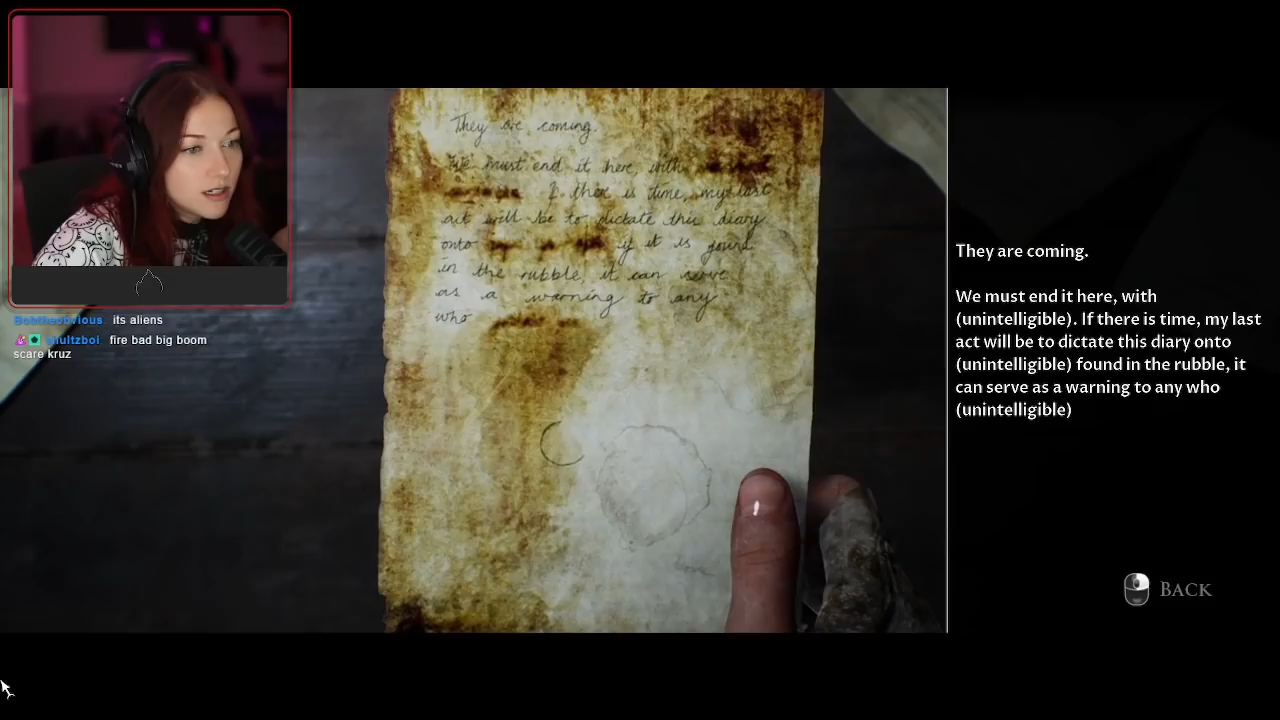 They are coming.
We must end it here, with
If there is time, my last
act will be to dictate this diary
onto if it is found
in the rubble, it can serve
as a warning to any
who
Bobtheobvious its aliens
shultzboi fire bad big boom
scare kruz
They are coming.
We must end it here, with
(unintelligible). If there is time, my last
act will be to dictate this diary onto
(unintelligible) found in the rubble, it
can serve as a warning to any who
(unintelligible)
BACK